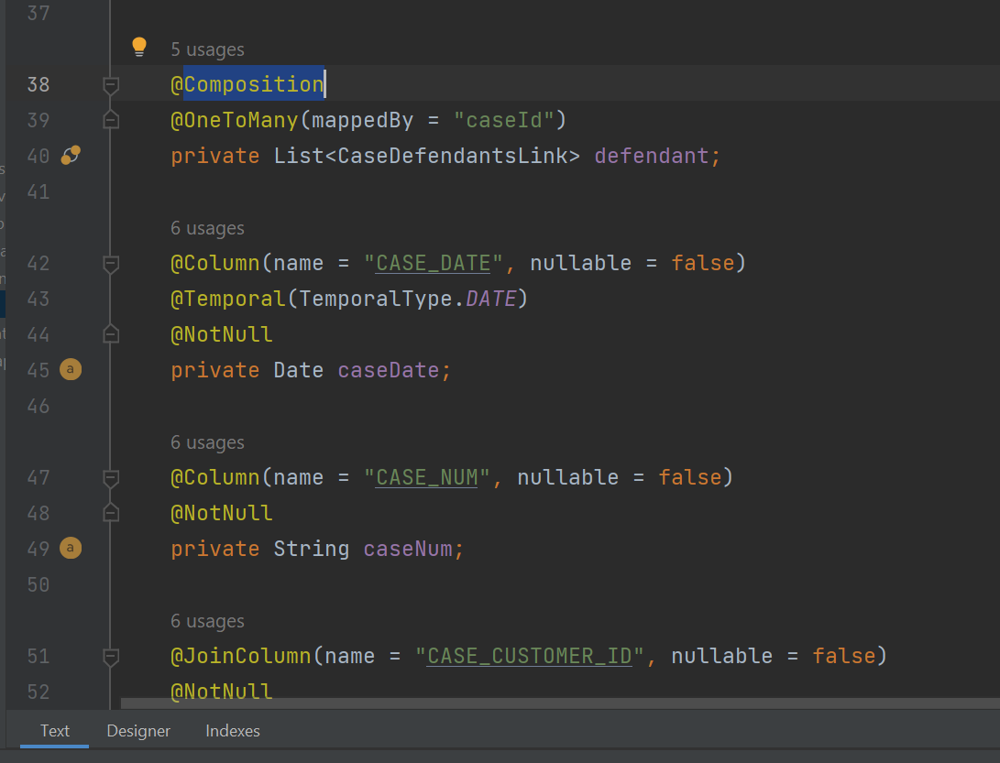 37
5 usages
38 @Composition
39 @OneToMany(mappedBy = "caseId")
40 private List<CaseDefendantsLink> defendant;
41
6 usages
42 @Column(name = "CASE_DATE", nullable = false)
43 @Temporal(TemporalType.DATE)
44 @NotNull
45 a private Date caseDate;
46
6 usages
47 @Column(name = "CASE_NUM", nullable = false)
48 @NotNull
49 a private String caseNum;
50
6 usages
51 @JoinColumn(name = "CASE_CUSTOMER_ID", nullable = false)
52 @NotNull
Text Designer Indexes